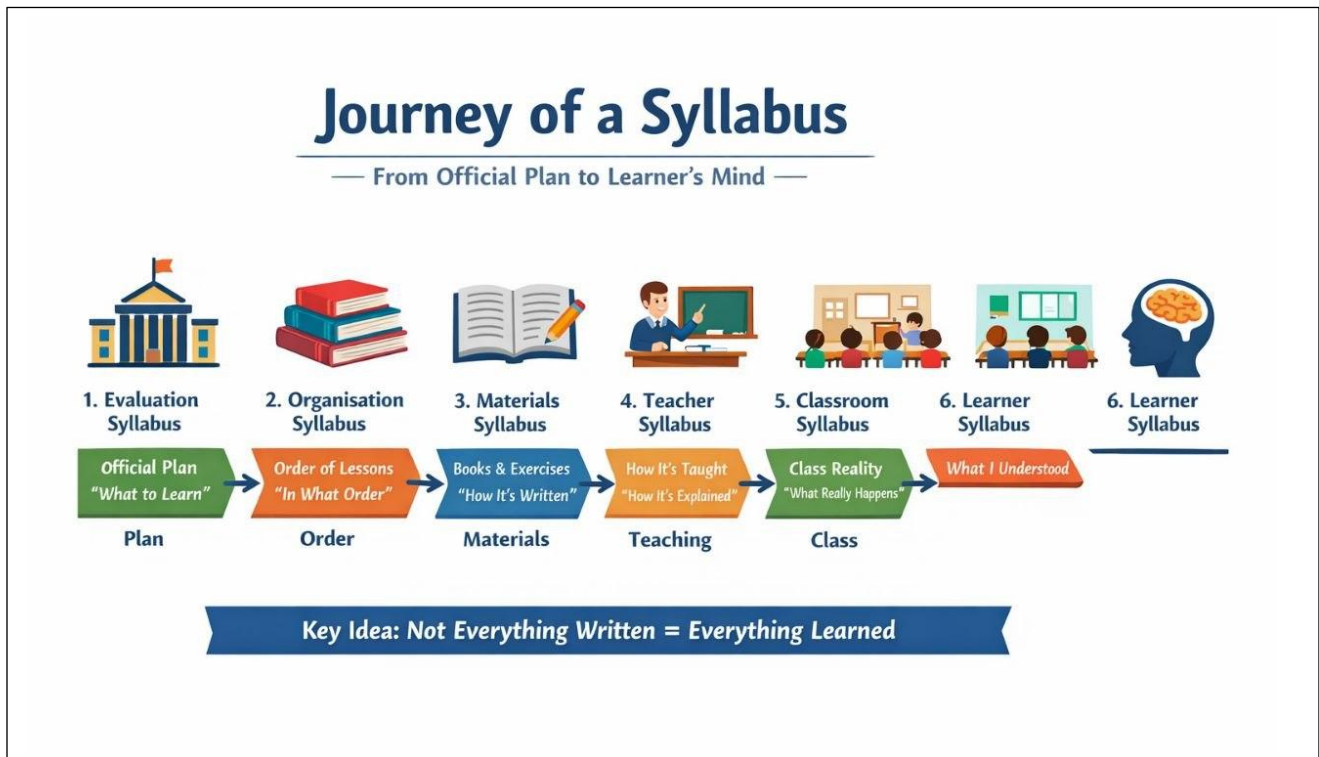 Journey of a Syllabus
— From Official Plan to Learner's Mind —
1. Evaluation
Syllabus
2. Organisation
Syllabus
3. Materials
Syllabus
4. Teacher
Syllabus
5. Classroom
Syllabus
6. Learner
Syllabus
6. Learner
Syllabus
Official Plan
"What to Learn"
Order of Lessons
"In What Order"
Books & Exercises
"How It's Written"
How It's Taught
"How It's Explained"
Class Reality
"What Really Happens"
What I Understood
Plan
Order
Materials
Teaching
Class
Key Idea: Not Everything Written = Everything Learned